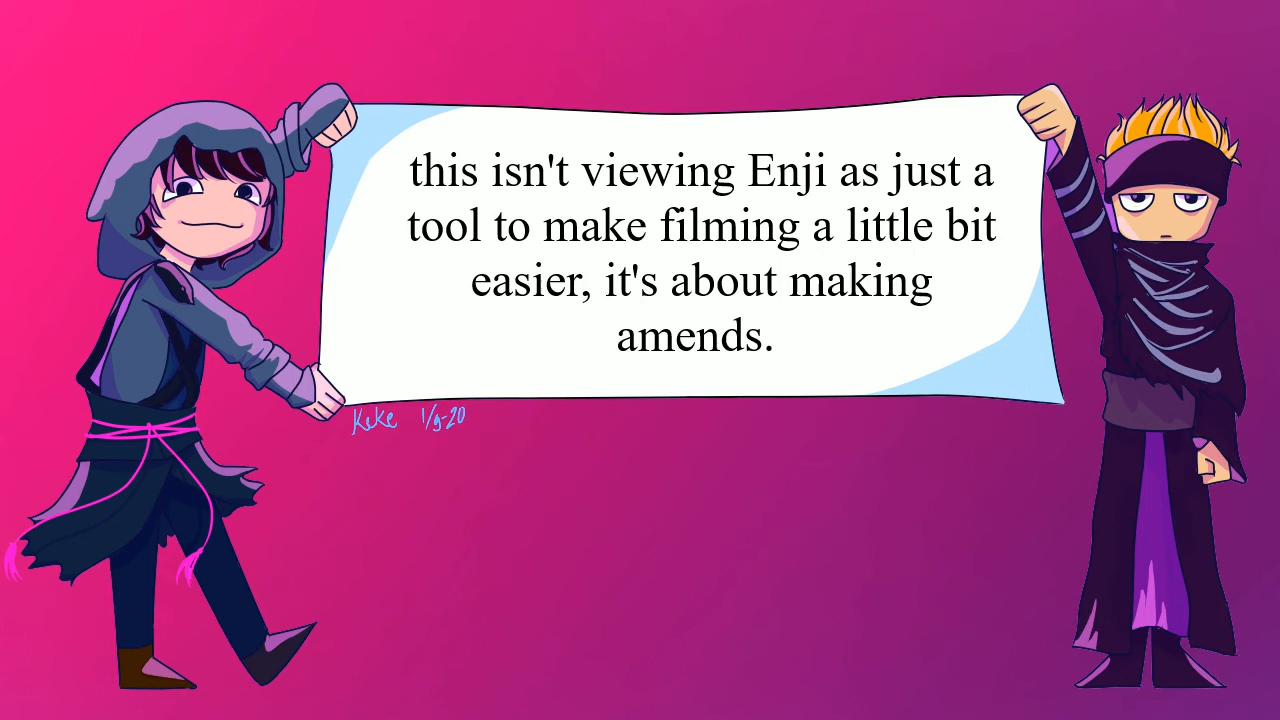 this isn't viewing Enji as just a
tool to make filming a little bit
easier, it's about making
amends.
KeKe 1/9-20